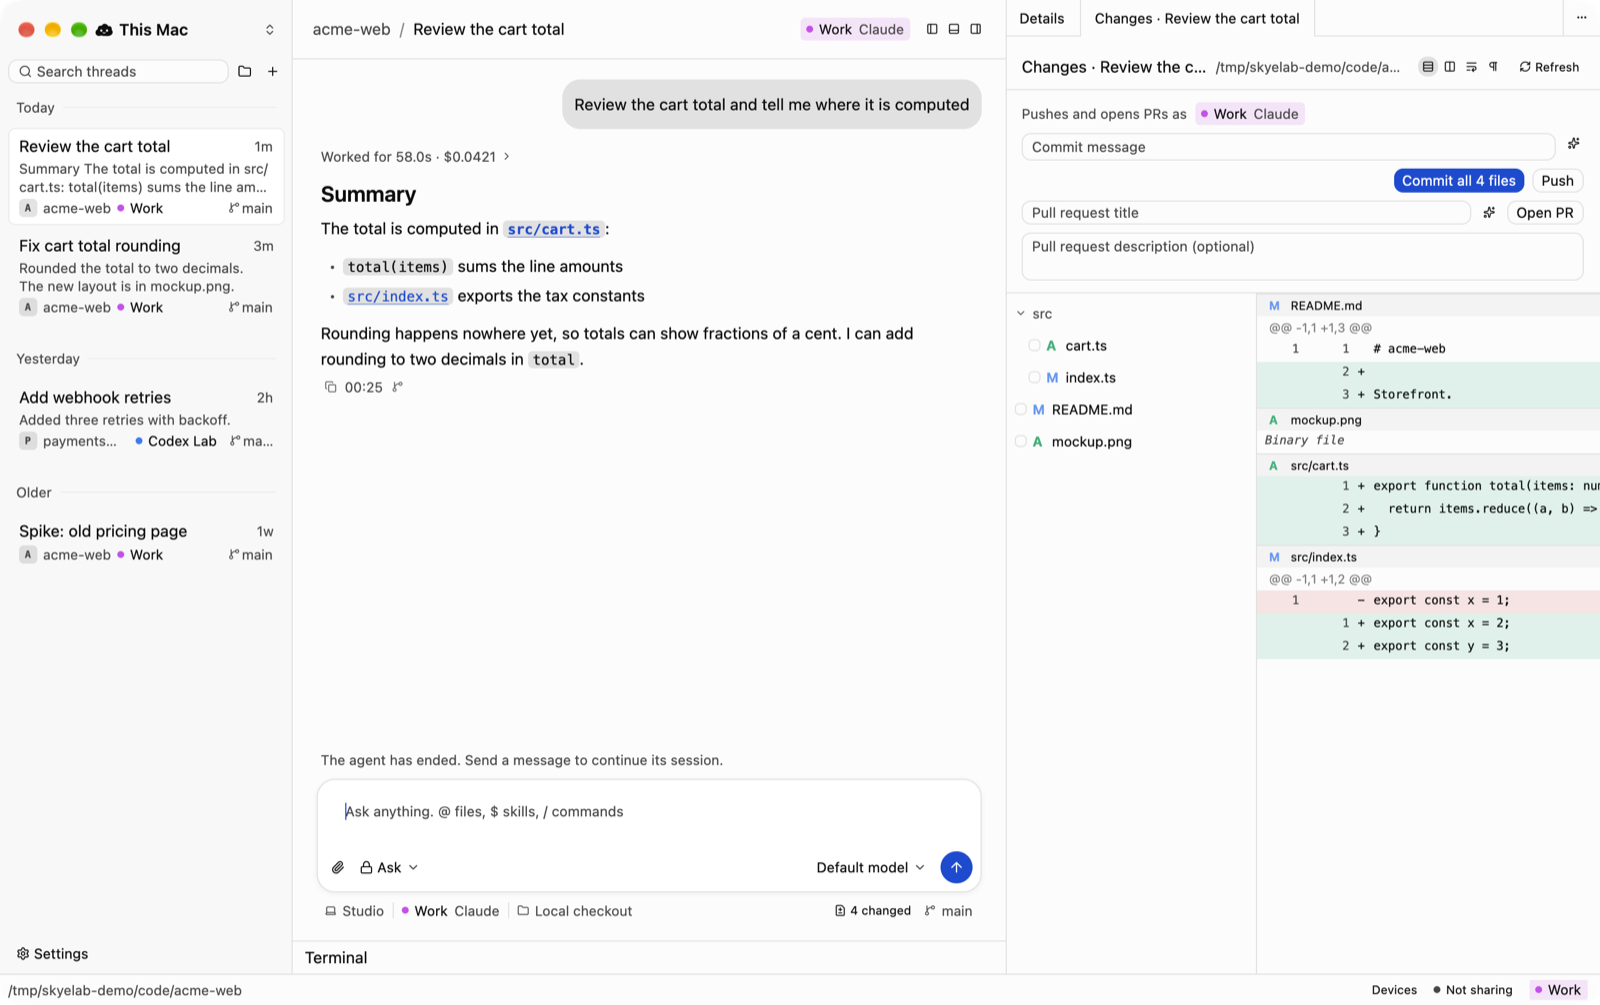 This Mac
Search threads
Today
Review the cart total 1m
Summary The total is computed in src/
cart.ts: total(items) sums the line am...
A acme-web Work main
Fix cart total rounding 3m
Rounded the total to two decimals.
The new layout is in mockup.png.
A acme-web Work main
Yesterday
Add webhook retries 2h
Added three retries with backoff.
P payments... Codex Lab ma...
Older
Spike: old pricing page 1w
A acme-web Work main
Settings
acme-web / Review the cart total
Work Claude
Review the cart total and tell me where it is computed
Worked for 58.0s · $0.0421
Summary
The total is computed in src/cart.ts:
• total(items) sums the line amounts
• src/index.ts exports the tax constants
Rounding happens nowhere yet, so totals can show fractions of a cent. I can add
rounding to two decimals in total.
00:25
The agent has ended. Send a message to continue its session.
Ask anything. @ files, $ skills, / commands
Ask
Default model
Studio Work Claude Local checkout
4 changed main
Terminal
Details
Changes · Review the cart total
...
Changes · Review the c... /tmp/skyelab-demo/code/a...
Refresh
Pushes and opens PRs as Work Claude
Commit message
Commit all 4 files
Push
Pull request title
Open PR
Pull request description (optional)
src
A cart.ts
M index.ts
M README.md
A mockup.png
M README.md
@@ -1,1 +1,3 @@
1 1 # acme-web
2 +
3 + Storefront.
A mockup.png
Binary file
A src/cart.ts
1 + export function total(items: nu
2 + return items.reduce((a, b) =>
3 + }
M src/index.ts
@@ -1,1 +1,2 @@
1 - export const x = 1;
1 + export const x = 2;
2 + export const y = 3;
/tmp/skyelab-demo/code/acme-web
Devices
Not sharing
Work